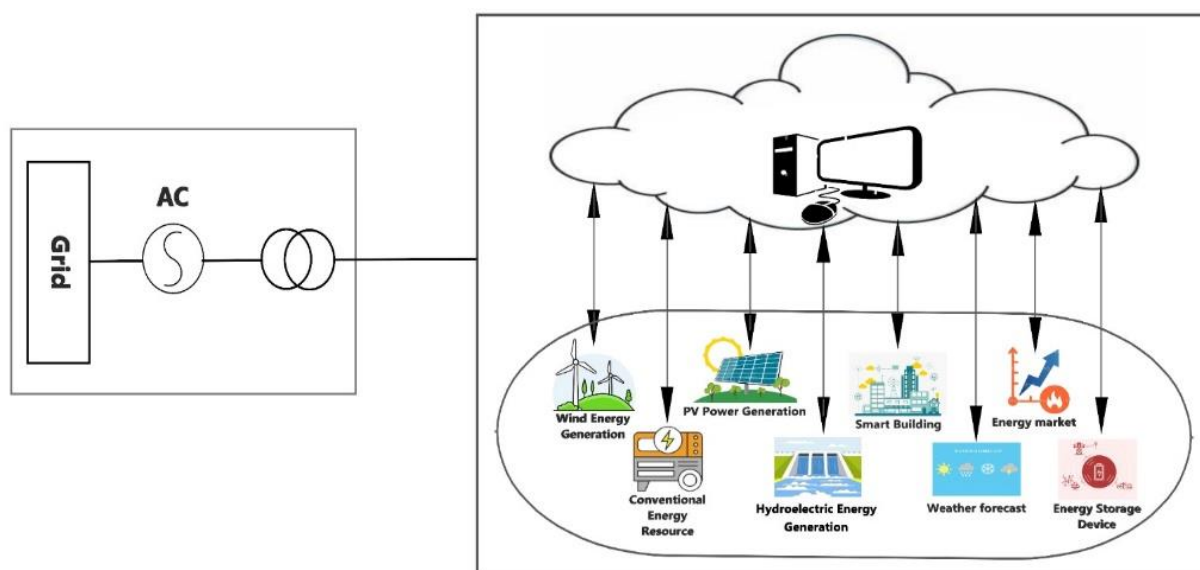 AC
Grid
Wind Energy
Generation
PV Power Generation
Smart Building
Energy market
Conventional
Energy
Resource
Hydroelectric Energy
Generation
Weather forecast
Energy Storage
Device